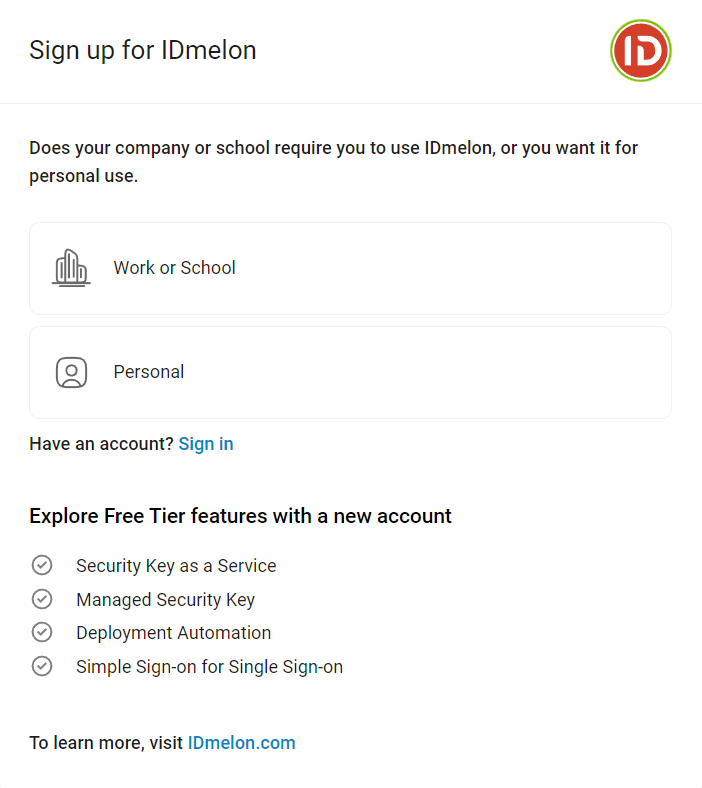 Sign up for IDmelon
ID
Does your company or school require you to use IDmelon, or you want it for
personal use.
Work or School
Personal
Have an account? Sign in
Explore Free Tier features with a new account
Security Key as a Service
Managed Security Key
Deployment Automation
Simple Sign-on for Single Sign-on
To learn more, visit IDmelon.com